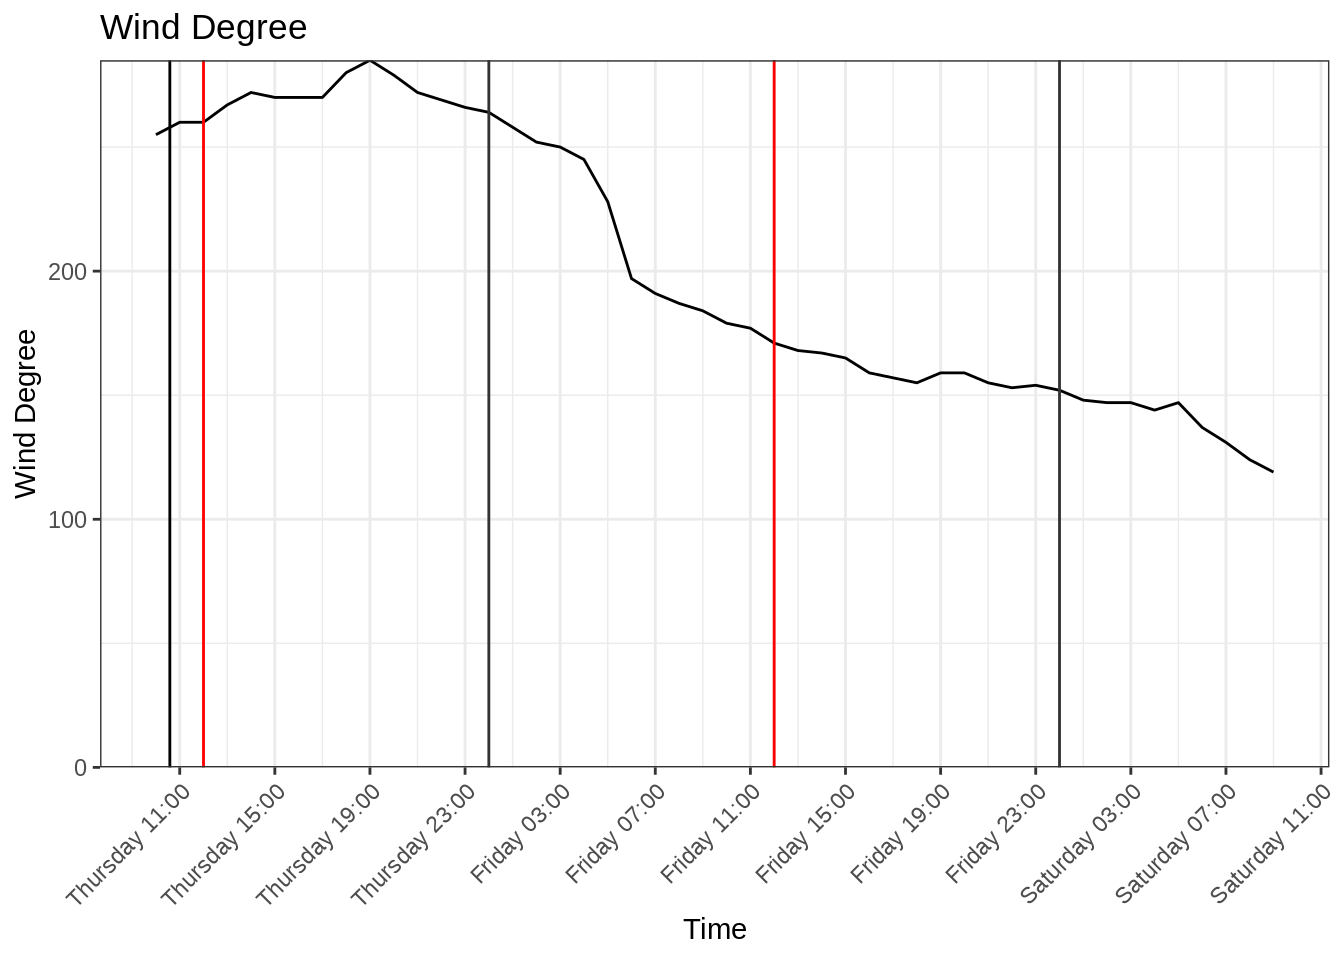 Wind Degree
Wind Degree
200
100
0
Thursday 11:00
Thursday 15:00
Thursday 19:00
Thursday 23:00
Friday 03:00
Friday 07:00
Friday 11:00
Friday 15:00
Friday 19:00
Friday 23:00
Saturday 03:00
Saturday 07:00
Saturday 11:00
Time